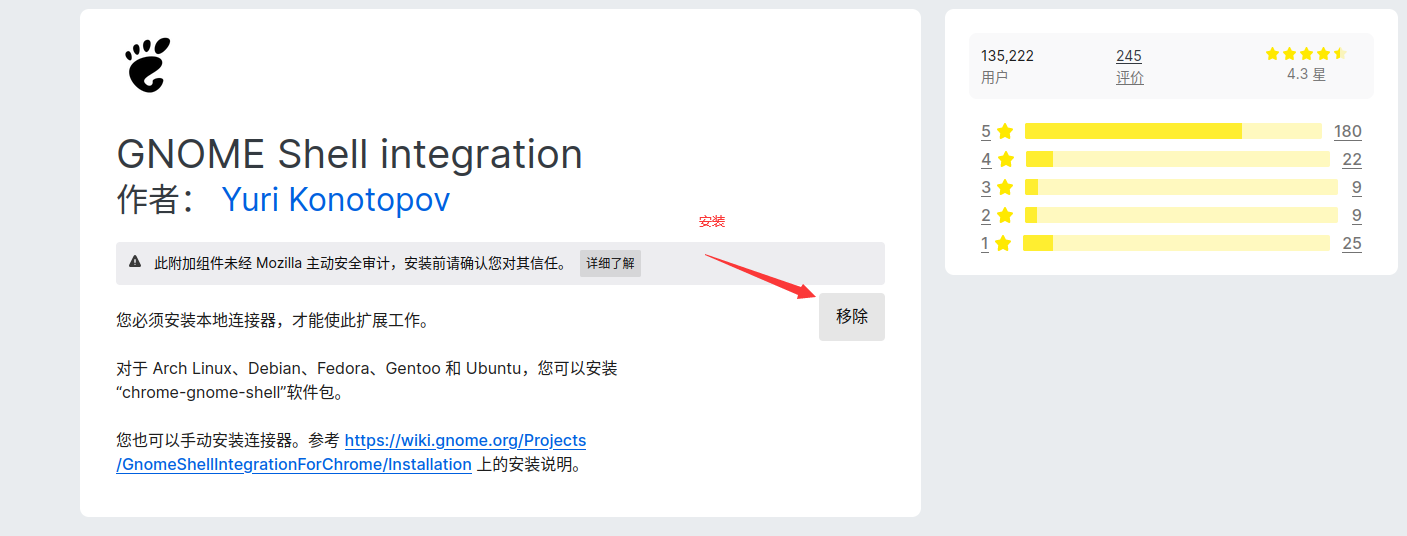 GNOME Shell integration
作者： Yuri Konotopov
安装
此附加组件未经 Mozilla 主动安全审计，安装前请确认您对其信任。 详细了解
移除
您必须安装本地连接器，才能使此扩展工作。
对于 Arch Linux、Debian、Fedora、Gentoo 和 Ubuntu，您可以安装
“chrome-gnome-shell”软件包。
您也可以手动安装连接器。参考 https://wiki.gnome.org/Projects
/GnomeShellIntegrationForChrome/Installation 上的安装说明。
135,222 245
用户 评价 4.3 星
5 180
4 22
3 9
2 9
1 25